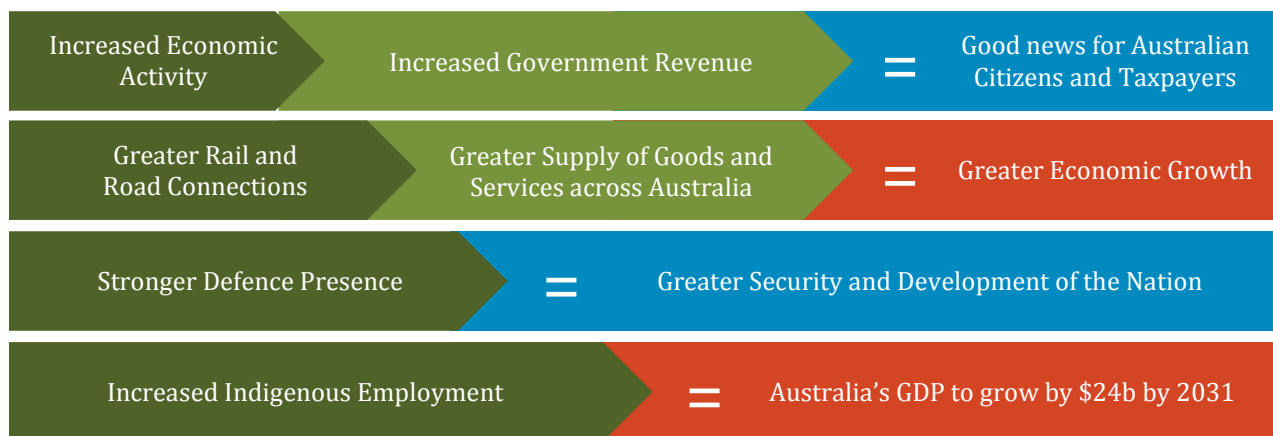 Increased Economic
Activity
Increased Government Revenue
=
Good news for Australian
Citizens and Taxpayers
Greater Rail and
Road Connections
Greater Supply of Goods and
Services across Australia
=
Greater Economic Growth
Stronger Defence Presence
=
Greater Security and Development of the Nation
Increased Indigenous Employment
=
Australia’s GDP to grow by $24b by 2031